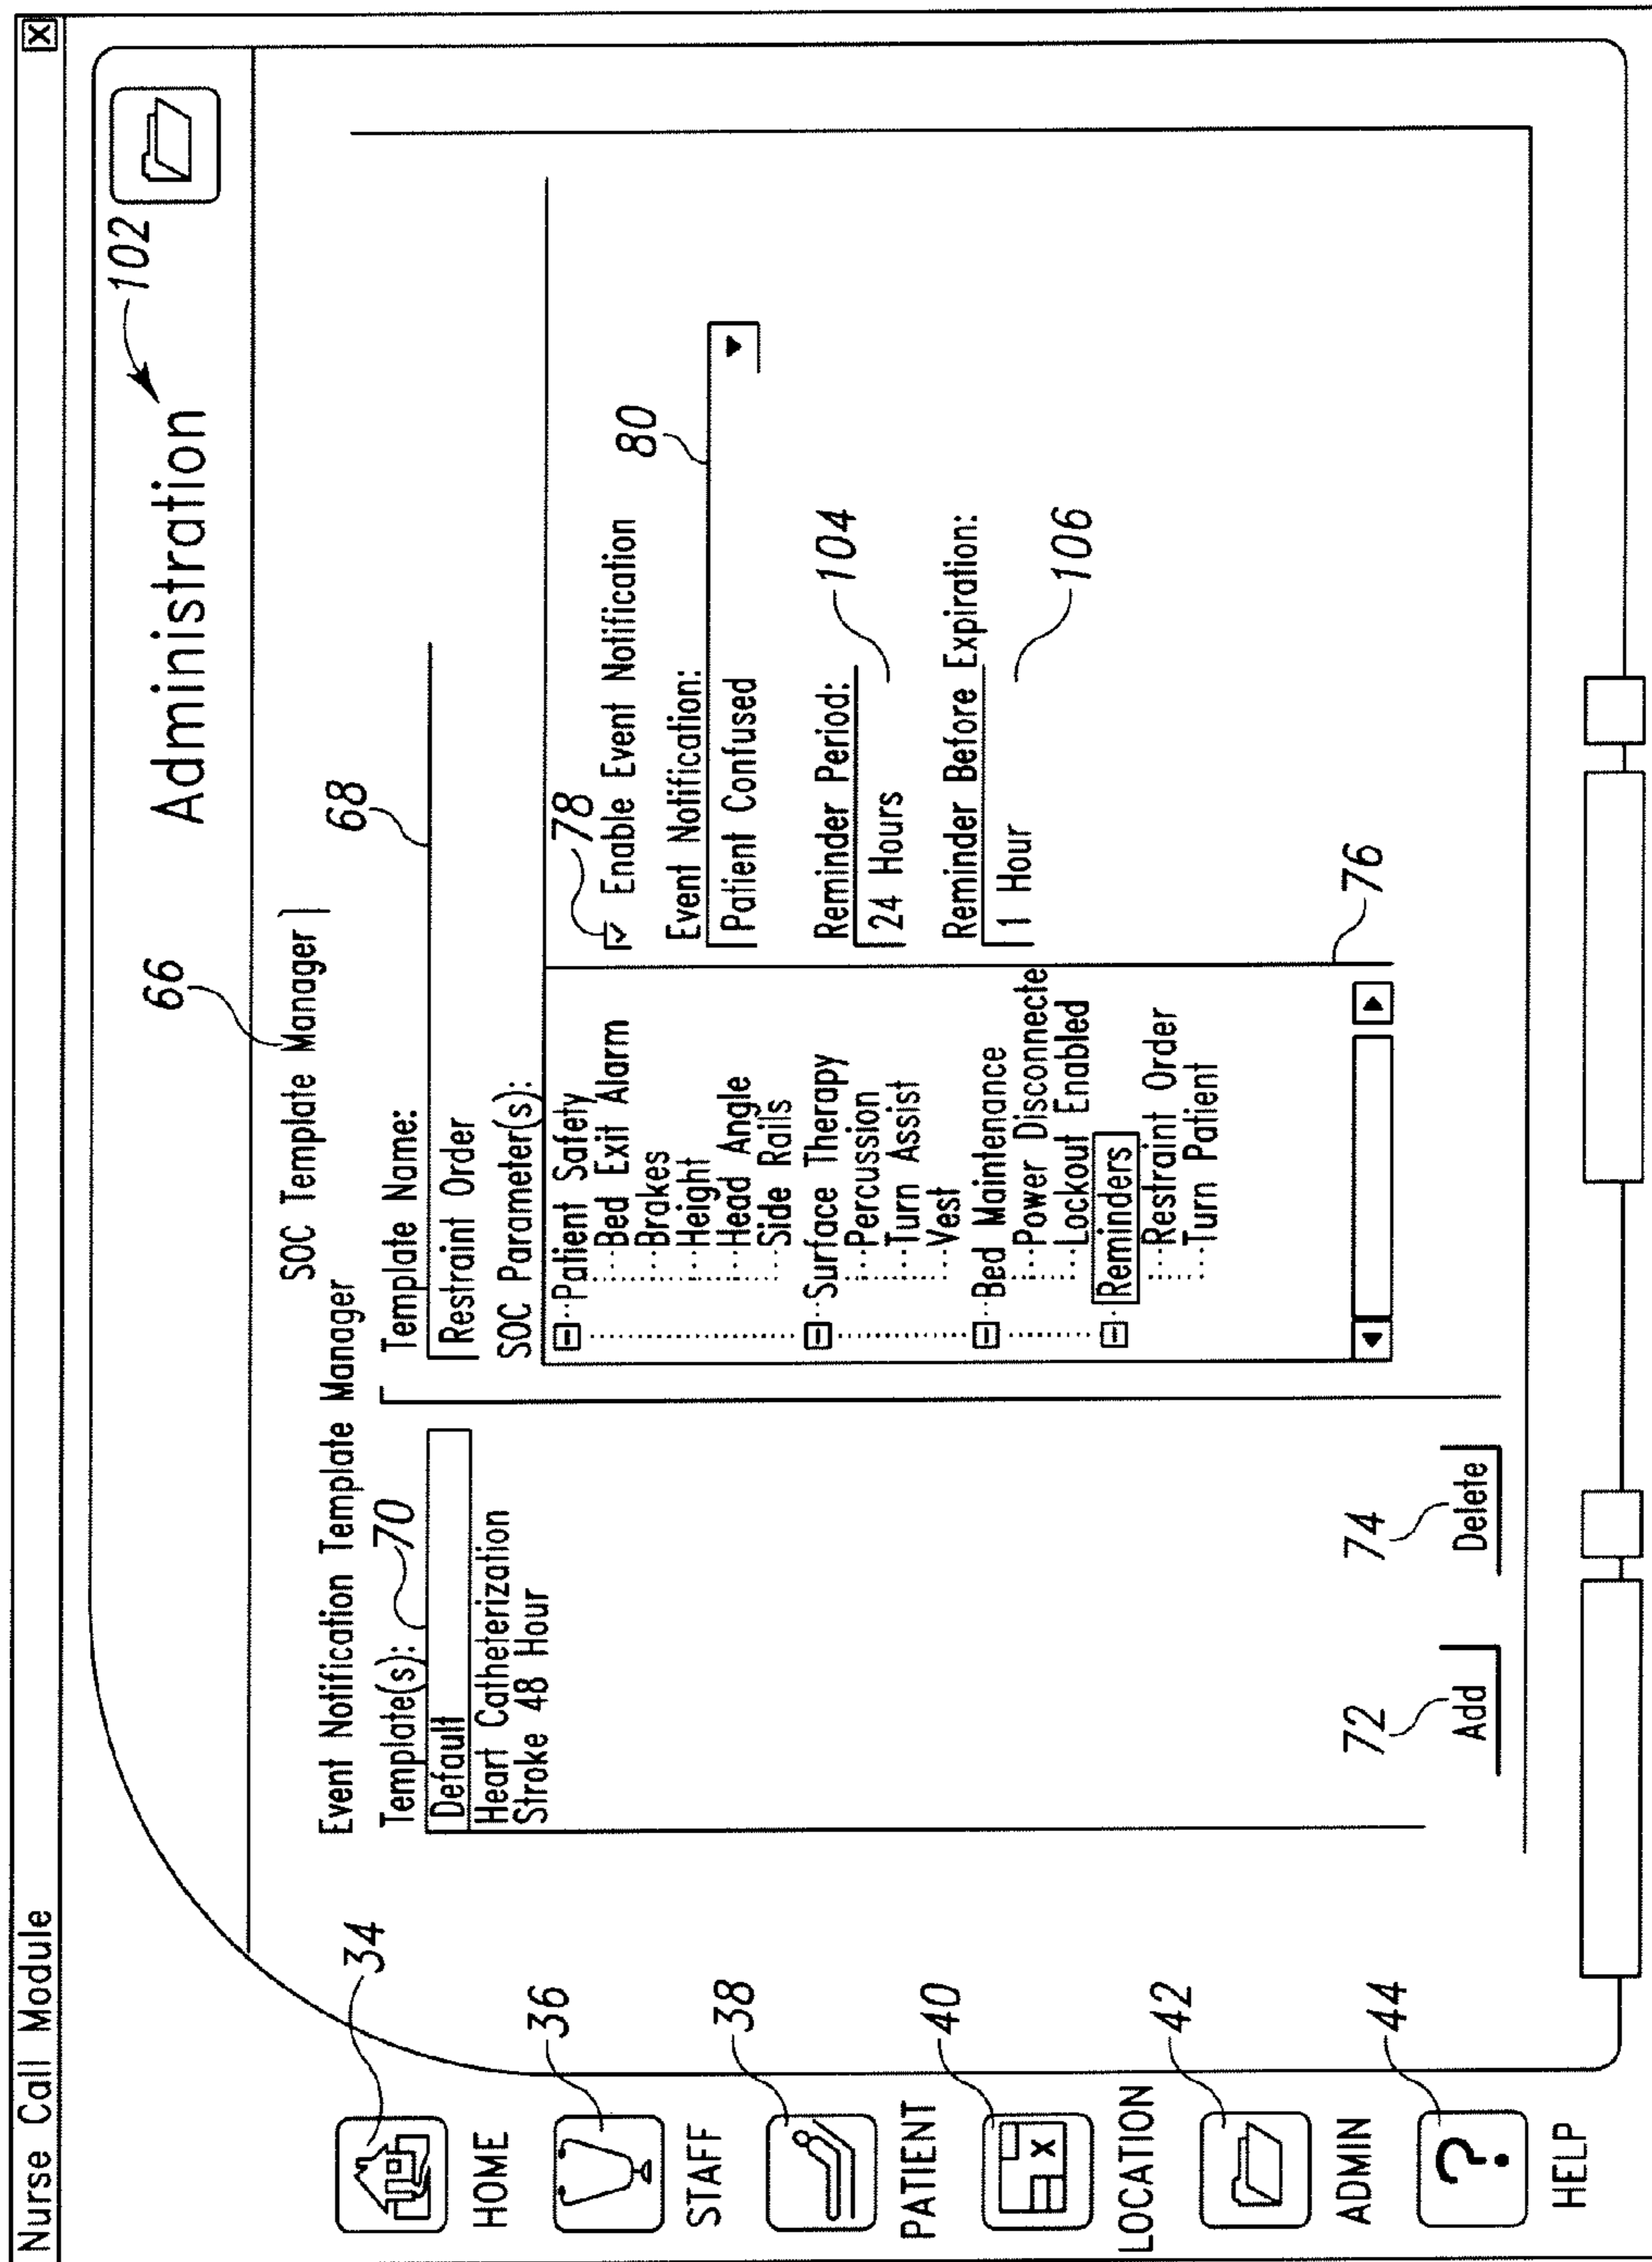 Nurse Call Module
X
Administration
102
66
SOC Template Manager
Event Notification Template Manager
Template(s):
70
Default
Heart Catheterization
Stroke 48 Hour
72
Add
74
Delete
Template Name:
68
Restraint Order
SOC Parameter(s):
Patient Safety
Bed Exit Alarm
Brakes
Height
Head Angle
Side Rails
Surface Therapy
Percussion
Turn Assist
Vest
Bed Maintenance
Power Disconnecte
Lockout Enabled
Reminders
Restraint Order
Turn Patient
76
78
Enable Event Notification
Event Notification:
80
Patient Confused
Reminder Period:
24 Hours
104
Reminder Before Expiration:
1 Hour
106
34
HOME
36
STAFF
38
PATIENT
40
X
LOCATION
42
ADMIN
44
?
HELP